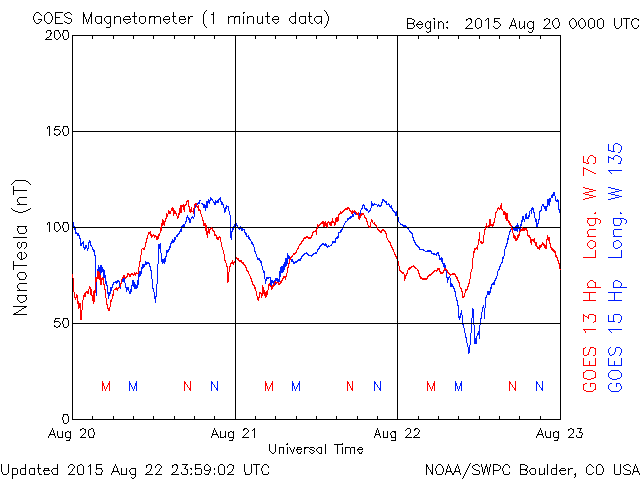 GOES Magnetometer (1 minute data)
Begin: 2015 Aug 20 0000 UTC
200
150
100
50
0
NanoTesla (nT)
M M N N M M N N M M N N
Aug 20 Aug 21 Aug 22 Aug 23
Universal Time
GOES 13 Hp Long. W 75
GOES 15 Hp Long. W 135
Updated 2015 Aug 22 23:59:02 UTC
NOAA/SWPC Boulder, CO USA